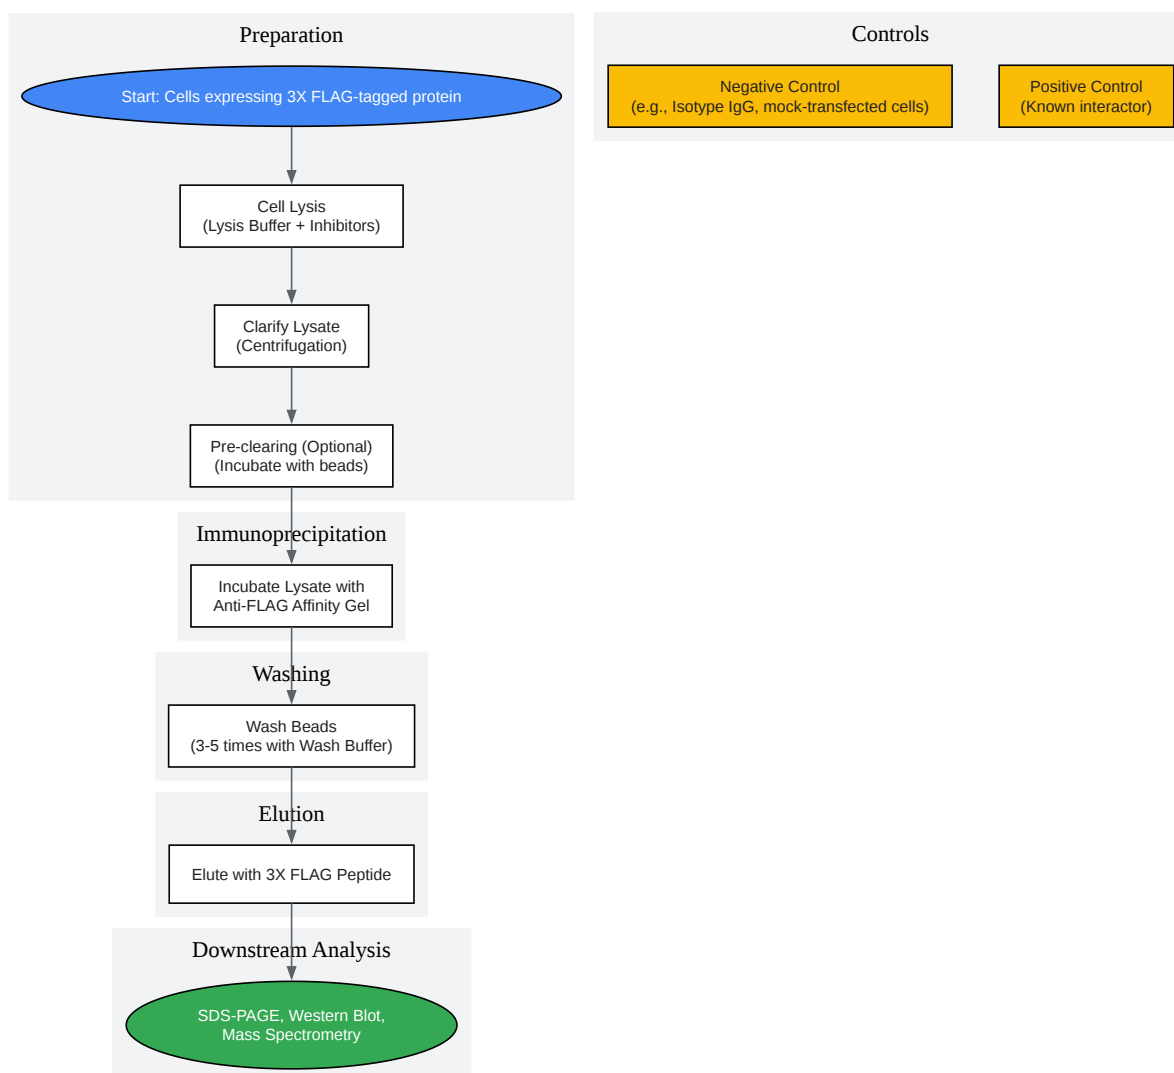 Preparation
Start: Cells expressing 3X FLAG-tagged protein
Cell Lysis
(Lysis Buffer + Inhibitors)
Clarify Lysate
(Centrifugation)
Pre-clearing (Optional)
(Incubate with beads)
Immunoprecipitation
Incubate Lysate with
Anti-FLAG Affinity Gel
Washing
Wash Beads
(3-5 times with Wash Buffer)
Elution
Elute with 3X FLAG Peptide
Downstream Analysis
SDS-PAGE, Western Blot,
Mass Spectrometry
Controls
Negative Control
(e.g., Isotype IgG, mock-transfected cells)
Positive Control
(Known interactor)